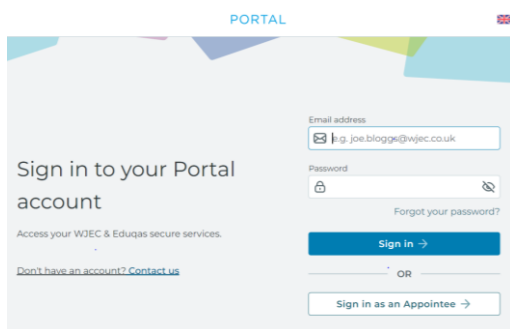 PORTAL
Sign in to your Portal
account
Access your WJEC & Eduqas secure services.
Don't have an account? Contact us
Email address
e.g. joe.bloggs@wjec.co.uk
Password
Forgot your password?
Sign in →
OR
Sign in as an Appointee →